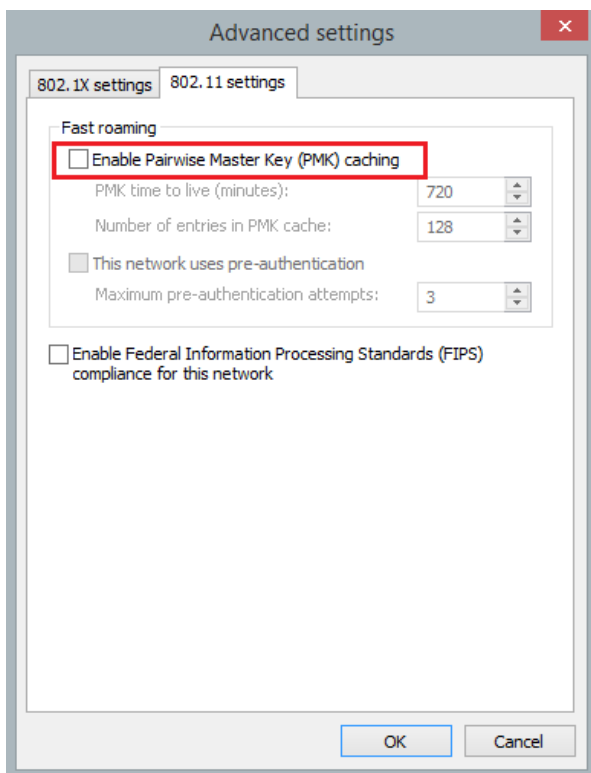 Advanced settings
802.1X settings
802.11 settings
Fast roaming
Enable Pairwise Master Key (PMK) caching
PMK time to live (minutes):
720
Number of entries in PMK cache:
128
This network uses pre-authentication
Maximum pre-authentication attempts:
3
Enable Federal Information Processing Standards (FIPS)
compliance for this network
OK
Cancel